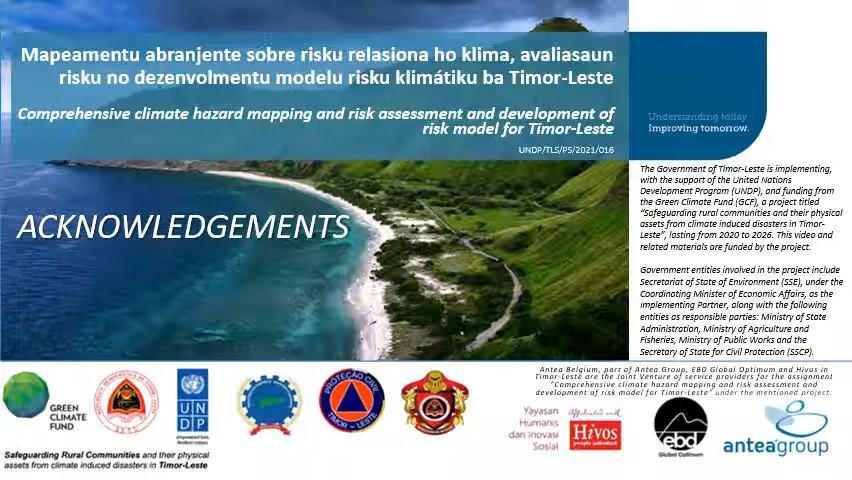 Mapeamentu abranjente sobre risku relasiona ho klima, avaliasaun
risku no dezenvolmentu modelu risku klimátiku ba Timor-Leste
Comprehensive climate hazard mapping and risk assessment and development of
risk model for Timor-Leste
UNDP/TLS/PS/2021/016
Understanding today.
Improving tomorrow.
ACKNOWLEDGEMENTS
The Government of Timor-Leste is implementing,
with the support of the United Nations
Development Program (UNDP), and funding from
the Green Climate Fund (GCF), a project titled
“Safeguarding rural communities and their physical
assets from climate induced disasters in Timor-
Leste”, lasting from 2020 to 2026. This video and
related materials are funded by the project.
Government entities involved in the project include
Secretariat of State of Environment (SSE), under the
Coordinating Minister of Economic Affairs, as the
Implementing Partner, along with the following
entities as responsible parties: Ministry of State
Administration, Ministry of Agriculture and
Fisheries, Ministry of Public Works and the
Secretary of State for Civil Protection (SSCP).
Antea Belgium, part of Antea Group, EBD Global Optimum and Hivos in
Timor-Leste are the Joint Venture of service providers for the assignment
"Comprehensive climate hazard mapping and risk assessment and
development of risk model for Timor-Leste" under the mentioned project.
GREEN
CLIMATE
FUND
U N
D P
PROTEÇÃO CIVIL
TIMOR – LESTE
Yayasan
Humanis
dan Inovasi
Sosial
Affiliated with
Hivos
people unlimited
ebd
Global Optimum
anteagroup
Safeguarding Rural Communities and their physical
assets from climate induced disasters in Timor-Leste